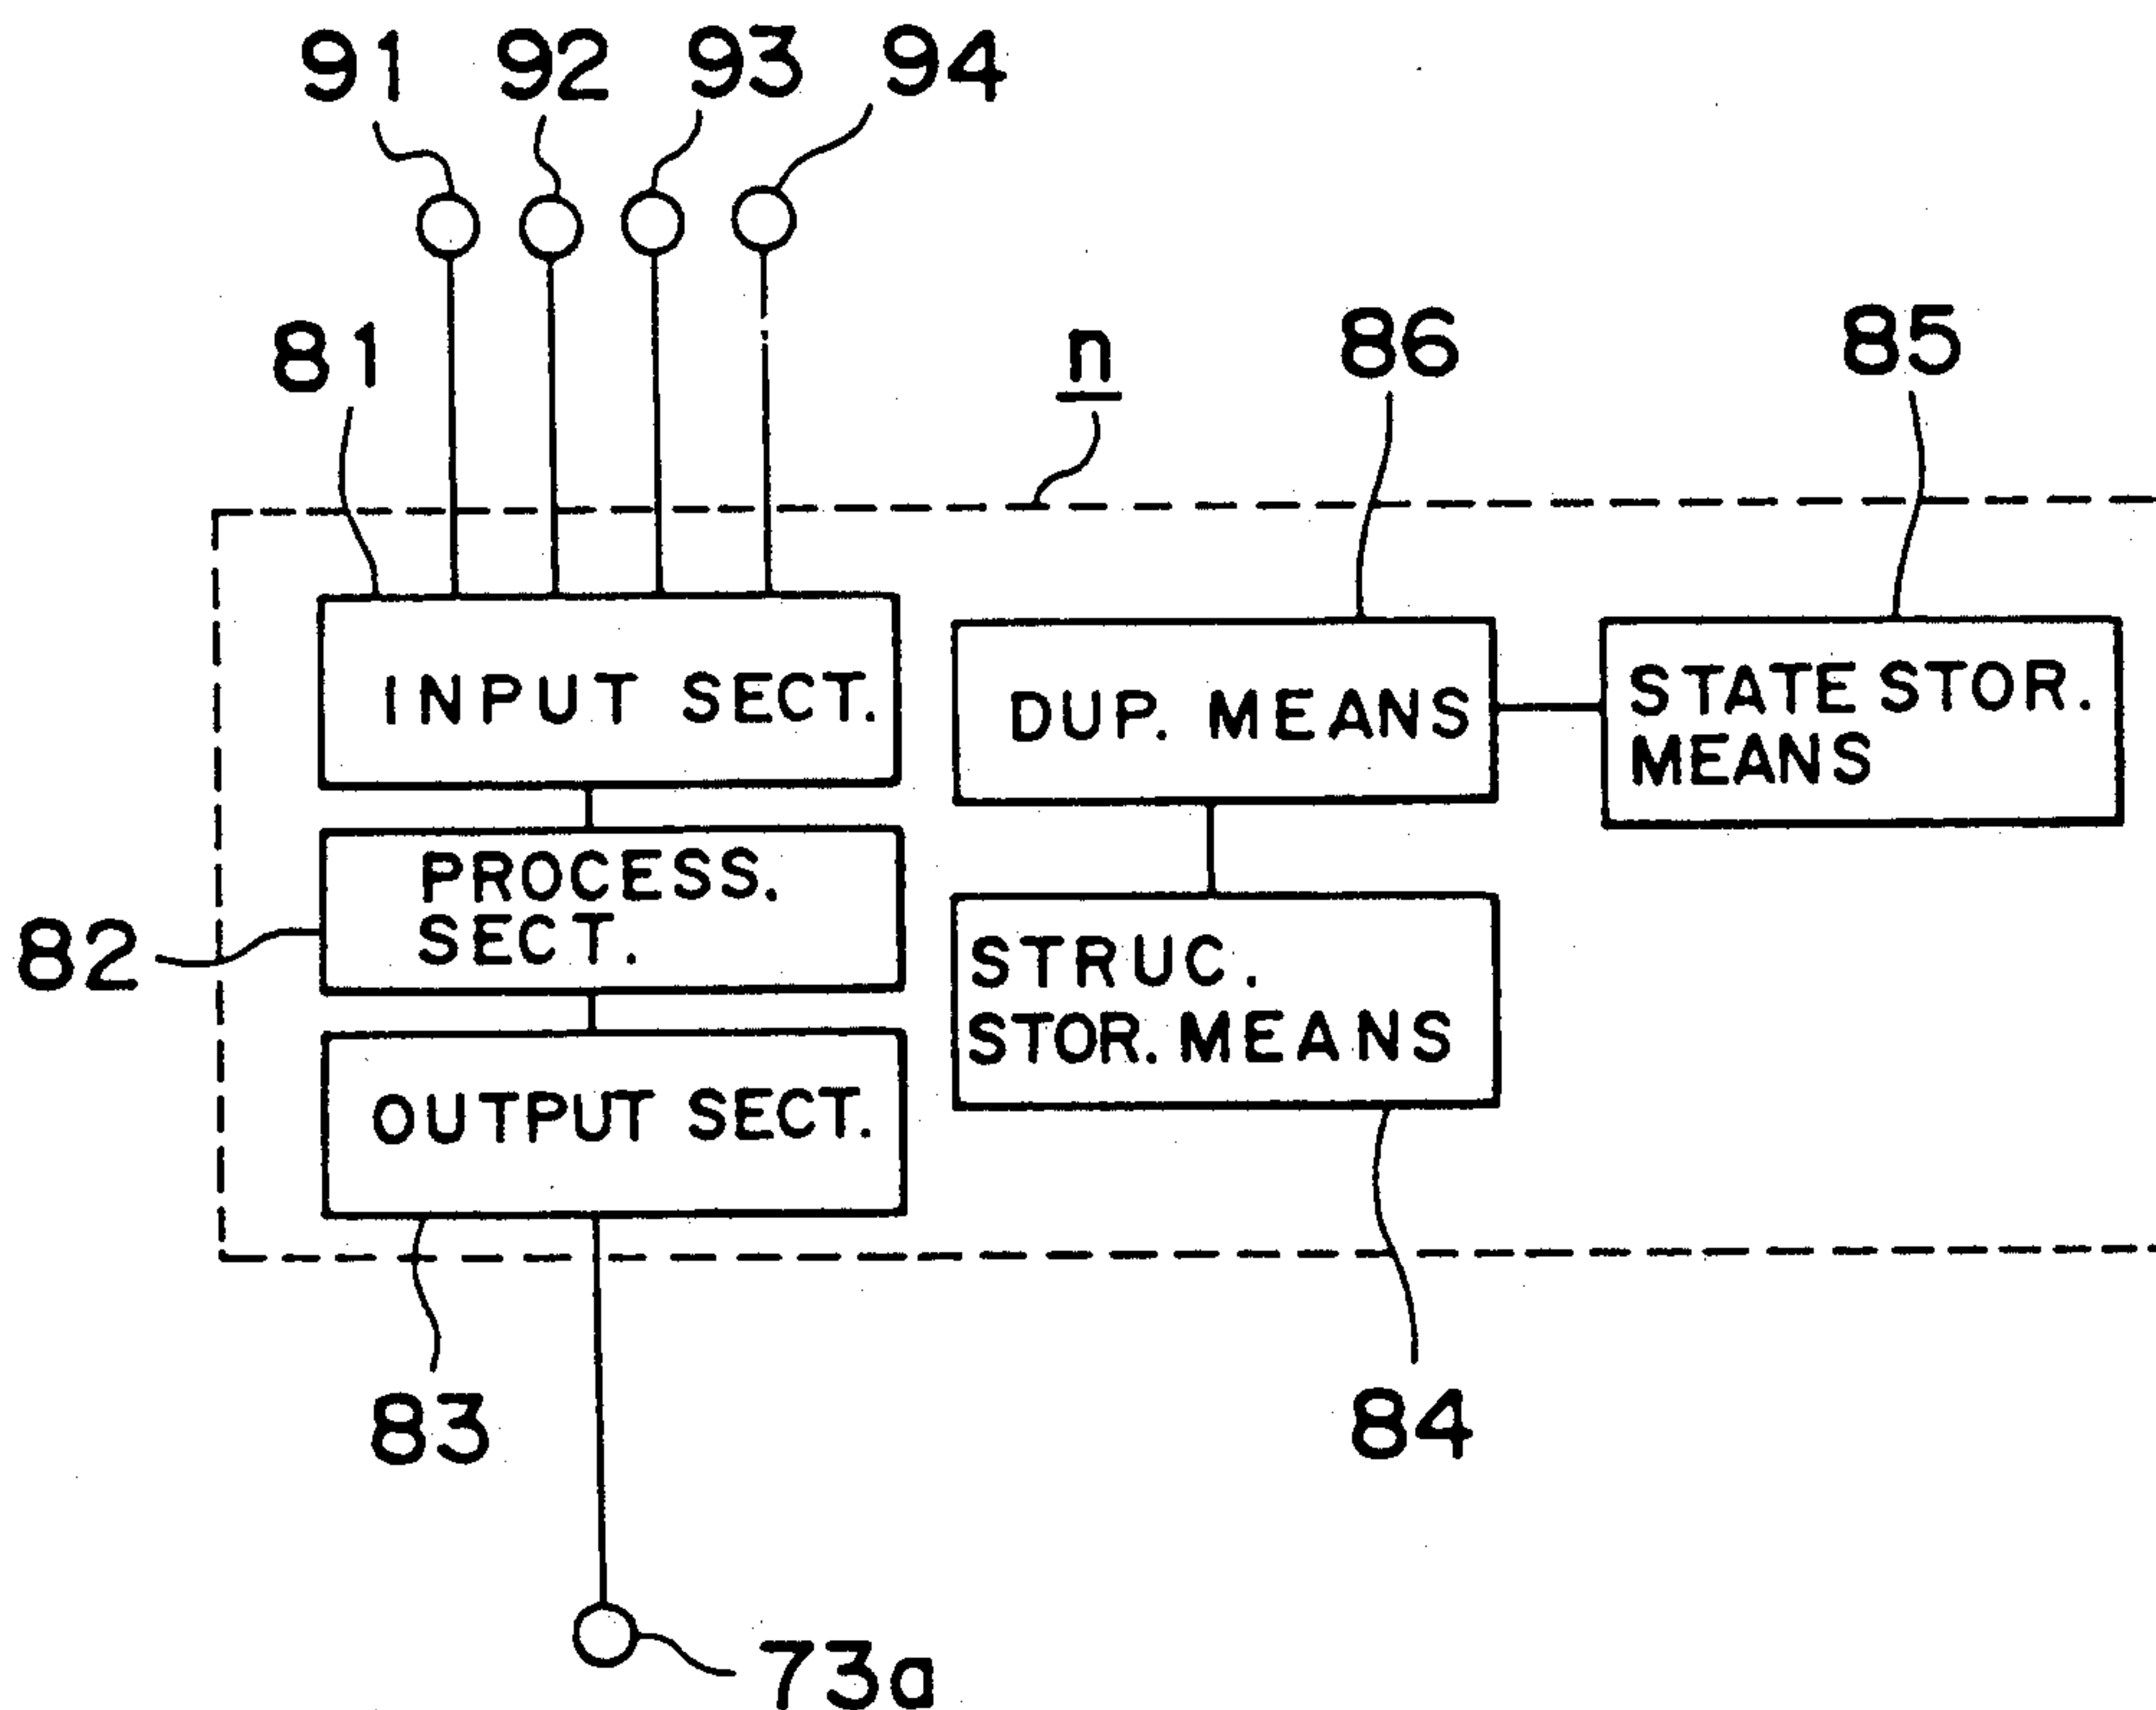 91 92 93 94
81 n 86 85
INPUT SECT.
DUP. MEANS
STATE STOR.
MEANS
PROCESS.
SECT.
82
STRUC.
STOR. MEANS
OUTPUT SECT.
83 84
73a